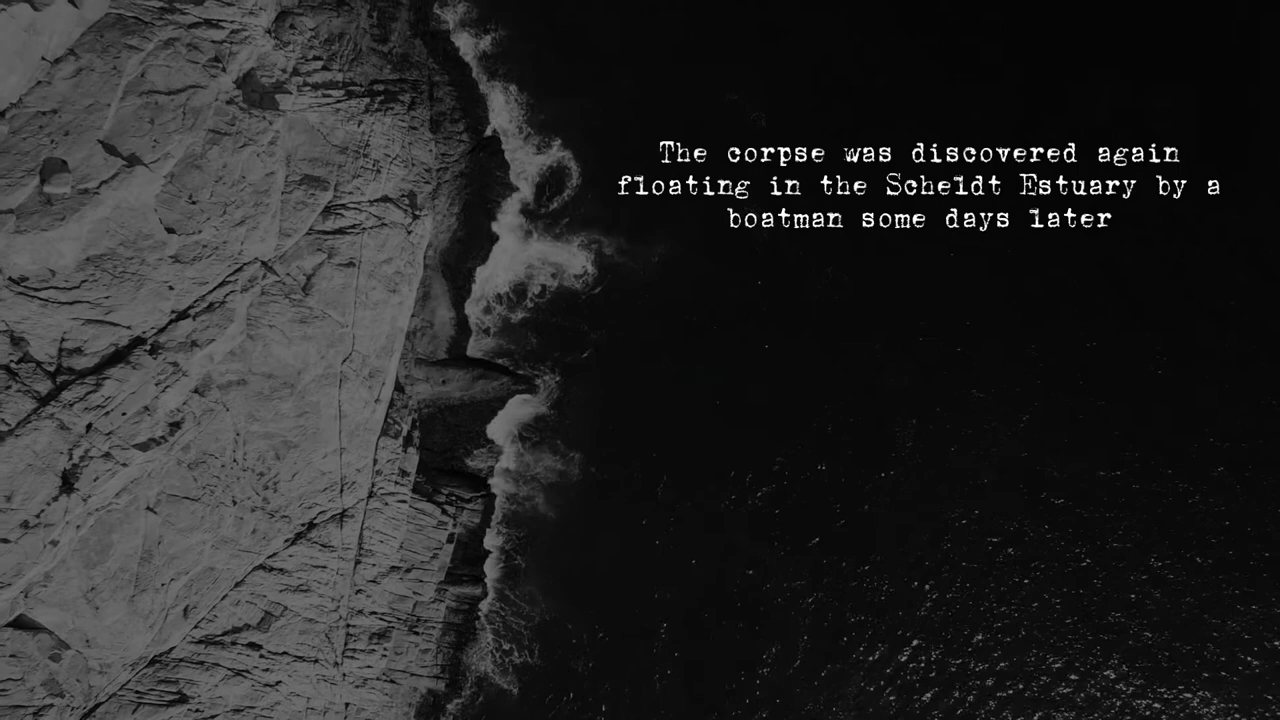 The corpse was discovered again
floating in the Scheldt Estuary by a
boatman some days later